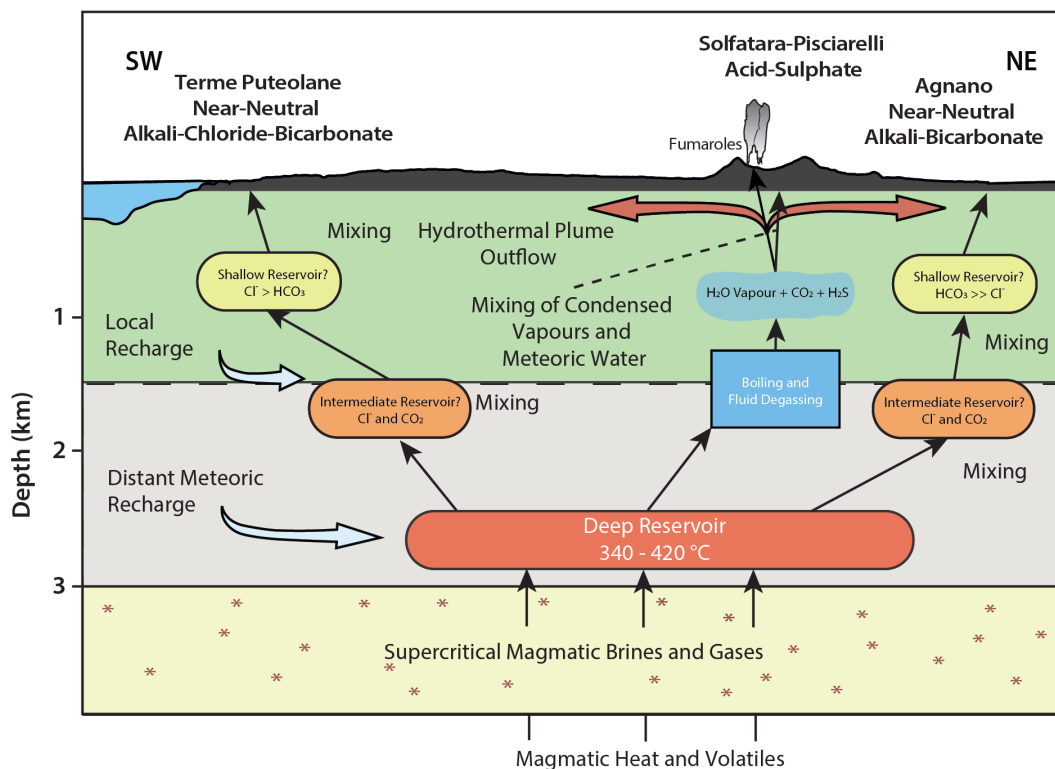 SW
Terme Puteolane
Near-Neutral
Alkali-Chloride-Bicarbonate
Solfatara-Pisciarelli
Acid-Sulphate
NE
Agnano
Near-Neutral
Alkali-Bicarbonate
Fumaroles
Mixing
Hydrothermal Plume
Outflow
Shallow Reservoir?
Cl⁻ > HCO₃
H₂O Vapour + CO₂ + H₂S
Shallow Reservoir?
HCO₃ >> Cl⁻
Mixing of Condensed
Vapours and
Meteoric Water
1
Local
Recharge
Mixing
Boiling and
Fluid Degassing
Intermediate Reservoir?
Cl⁻ and CO₂
Mixing
Intermediate Reservoir?
Cl⁻ and CO₂
2
Depth (km)
Distant Meteoric
Recharge
Mixing
Deep Reservoir
340 - 420 °C
3
Supercritical Magmatic Brines and Gases
Magmatic Heat and Volatiles